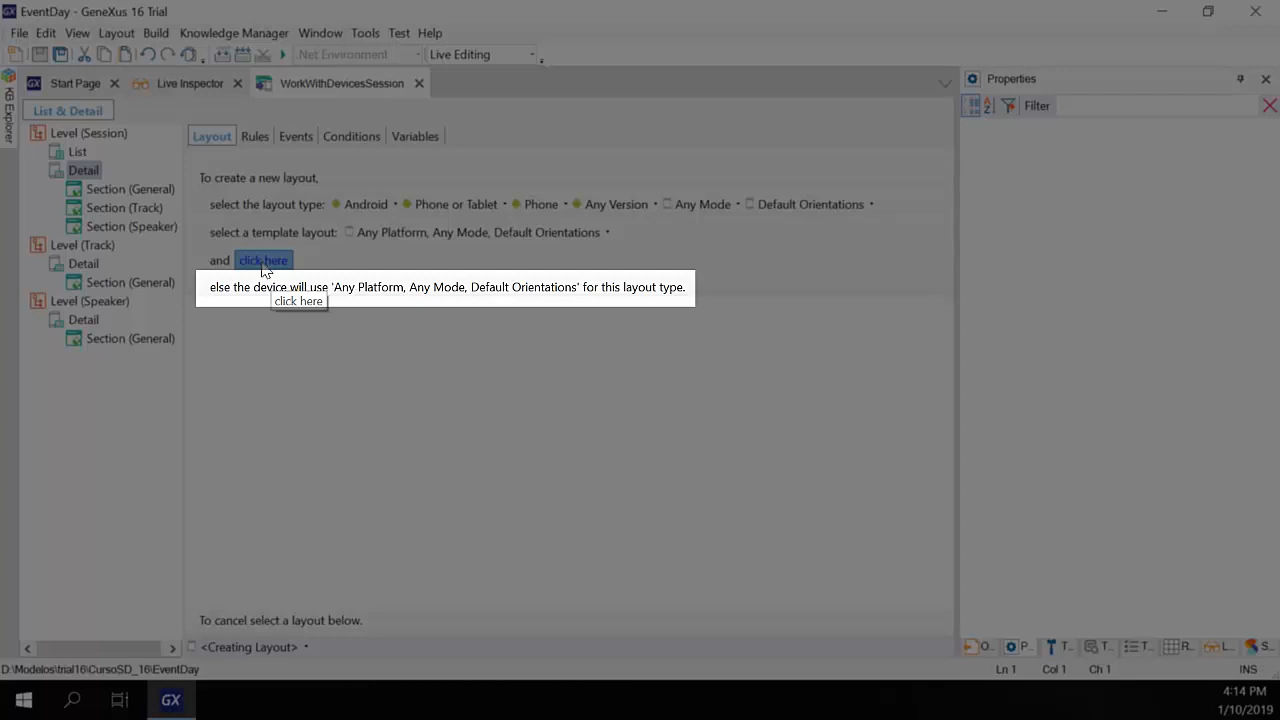 EventDay - GeneXus 16 Trial
File Edit View Layout Build Knowledge Manager Window Tools Test Help
.Net Environment Live Editing
Start Page Live Inspector WorkWithDevicesSession Properties
List & Detail Filter
KB Explorer
Level (Session)
List
Detail
Section (General)
Section (Track)
Section (Speaker)
Level (Track)
Detail
Section (General)
Level (Speaker)
Detail
Section (General)
Layout Rules Events Conditions Variables
To create a new layout,
select the layout type: Android Phone or Tablet Phone Any Version Any Mode Default Orientations
select a template layout: Any Platform, Any Mode, Default Orientations
and click here
else the device will use 'Any Platform, Any Mode, Default Orientations' for this layout type.
click here
To cancel select a layout below.
<Creating Layout>
O.. P.. T.. T.. T.. R.. L.. S..
D:\Modelos\trial16\CursoSD_16\EventDay Ln 1 Col 1 Ch 1 INS
GX
4:14 PM
1/10/2019